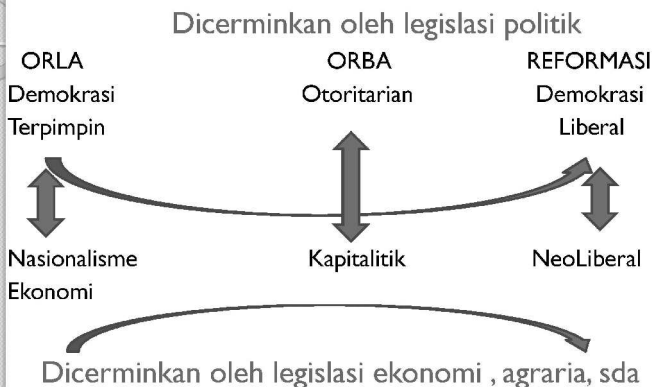 Dicerminkan oleh legislasi politik
ORLA
Demokrasi
Terpimpin
ORBA
Otoritarian
REFORMASI
Demokrasi
Liberal
Nasionalisme
Ekonomi
Kapitalitik
NeoLiberal
Dicerminkan oleh legislasi ekonomi , agraria, sda